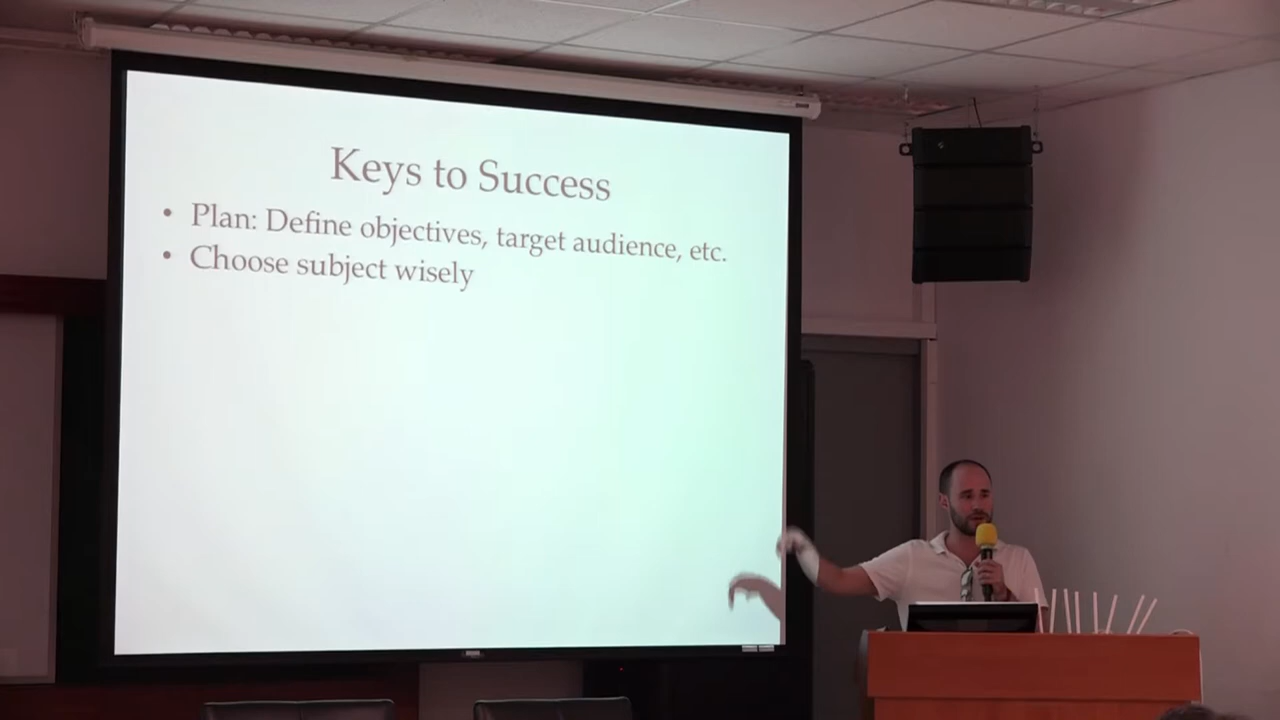 Keys to Success
• Plan: Define objectives, target audience, etc.
• Choose subject wisely